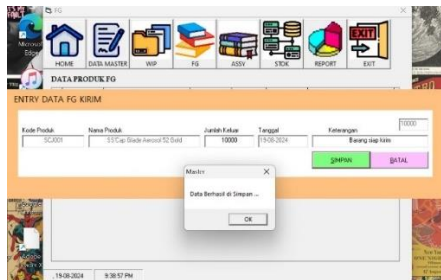 FG
HOME DATA MASTER WIP FG ASSY STOK REPORT EXIT
DATA PRODUK FG
ENTRY DATA FG KIRIM
10000
Kode Produk Nama Produk Jumlah Keluar Tanggal Keterangan
SCJ001 10000 19-08-2024 Barang siap kirim
SIMPAN BATAL
Master
Data Berhasil di Simpan ...
OK
19-08-2024 9:38:57 PM